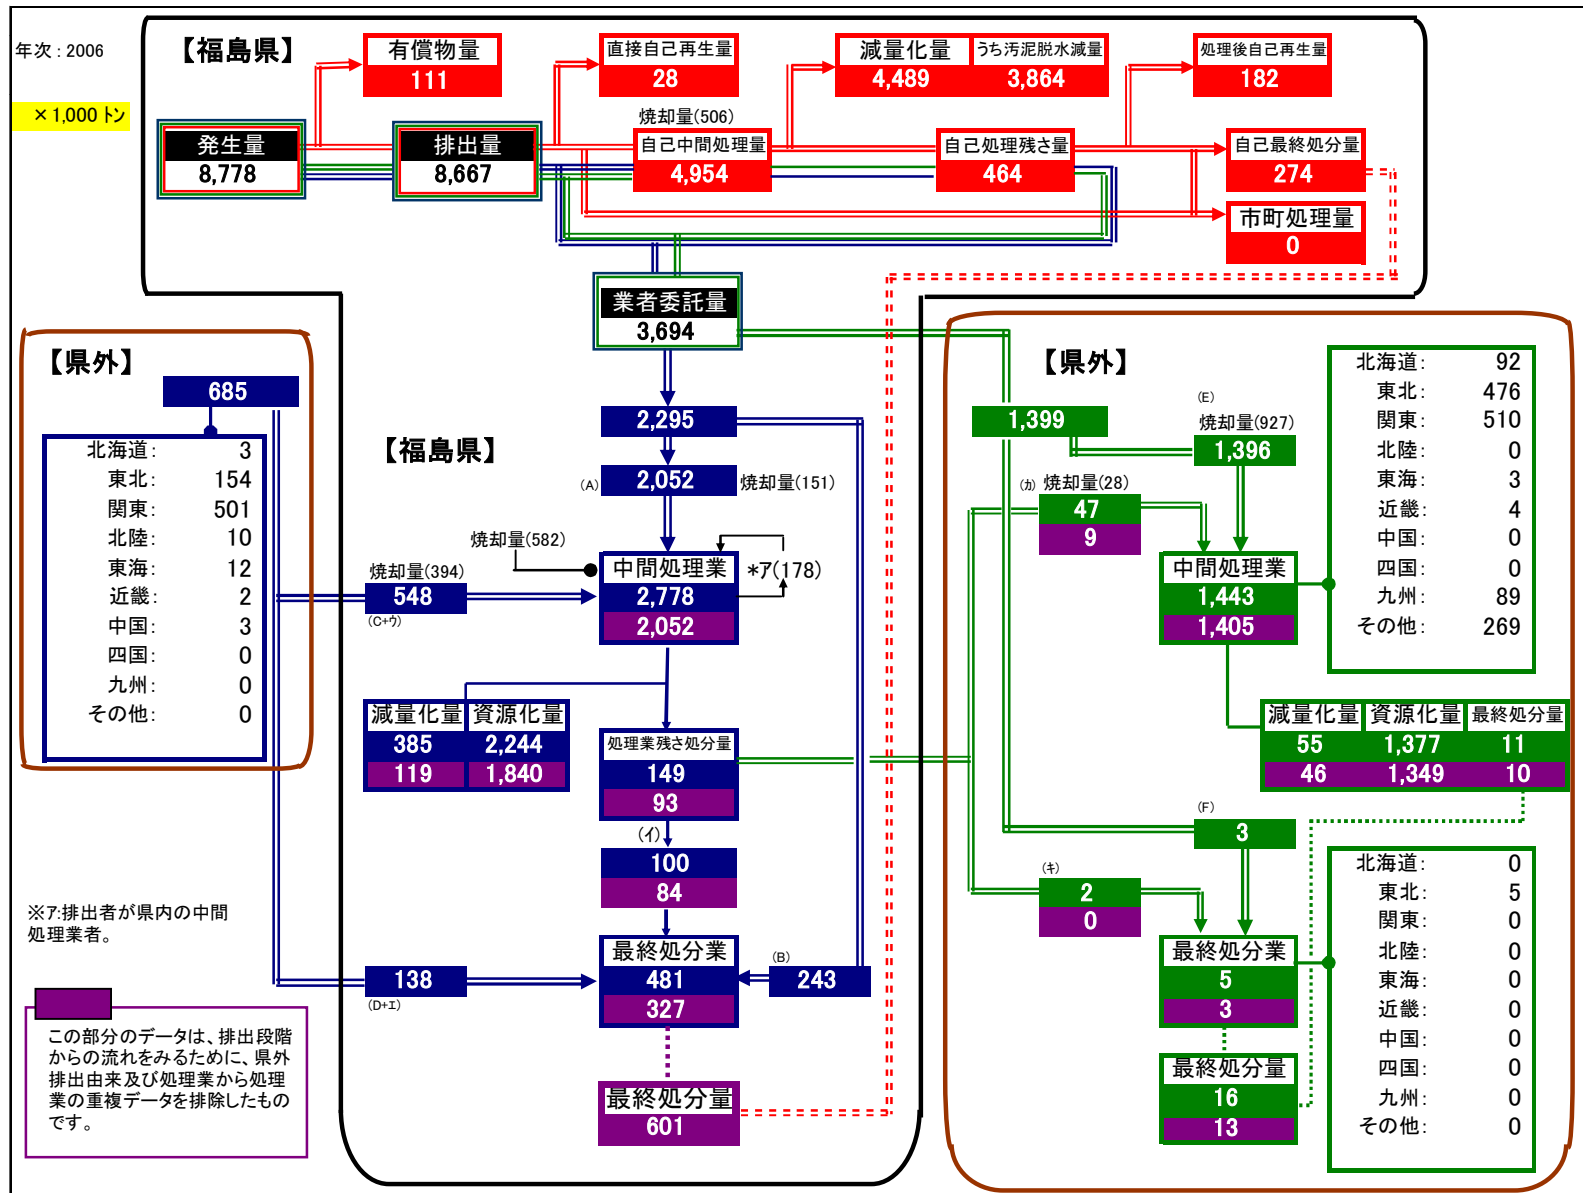 年次：2006
×1,000トン
【福島県】
有償物量
111
直接自己再生量
28
減量化量
4,489
うち汚泥脱水減量
3,864
処理後自己再生量
182
発生量
8,778
排出量
8,667
焼却量(506)
自己中間処理量
4,954
自己処理残さ量
464
自己最終処分量
274
市町処理量
0
業者委託量
3,694
【県外】
685
北海道： 3
東北： 154
関東： 501
北陸： 10
東海： 12
近畿： 2
中国： 3
四国： 0
九州： 0
その他： 0
【福島県】
2,295
(A)
2,052
焼却量(151)
焼却量(582)
焼却量(394)
548
(C+ウ)
中間処理業
2,778
2,052
*ア(178)
減量化量
385
119
資源化量
2,244
1,840
処理業残さ処分量
149
93
(イ)
100
84
最終処分業
481
327
138
(D+エ)
(B)
243
最終処分量
601
【県外】
1,399
(E)
焼却量(927)
1,396
(カ)
焼却量(28)
47
9
中間処理業
1,443
1,405
北海道： 92
東北： 476
関東： 510
北陸： 0
東海： 3
近畿： 4
中国： 0
四国： 0
九州： 89
その他： 269
減量化量
55
46
資源化量
1,377
1,349
最終処分量
11
10
(F)
3
(キ)
2
0
最終処分業
5
3
最終処分量
16
13
北海道： 0
東北： 5
関東： 0
北陸： 0
東海： 0
近畿： 0
中国： 0
四国： 0
九州： 0
その他： 0
※ア:排出者が県内の中間
処理業者。
この部分のデータは、排出段階
からの流れをみるために、県外
排出由来及び処理業から処理
業の重複データを排除したもの
です。